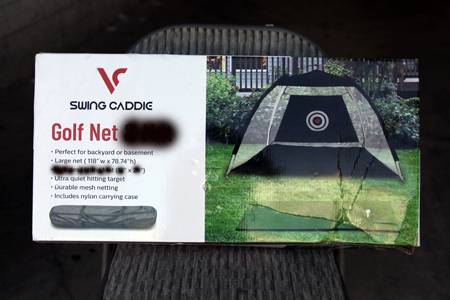 SWING CADDIE
Golf Net
• Perfect for backyard or basement
• Large net ( 118"w x 78.74"h)
• Ultra quiet hitting target
• Durable mesh netting
• Includes nylon carrying case